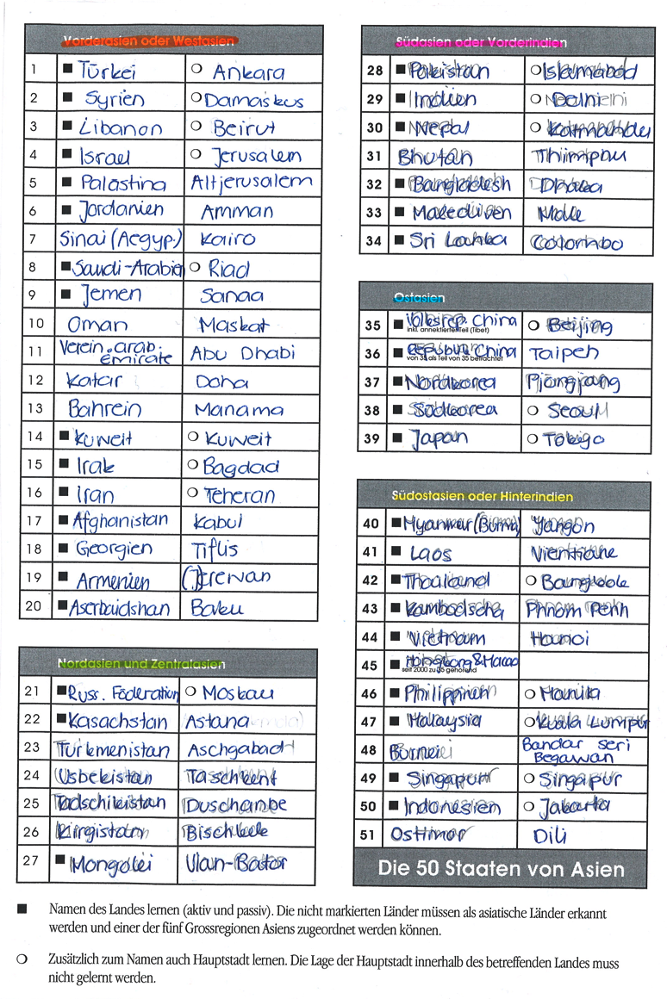 Vorderasien oder Westasien
1 ■ Türkei ○ Ankara
2 ■ Syrien ○ Damaskus
3 ■ Libanon ○ Beirut
4 ■ Israel ○ Jerusalem
5 ■ Palästina Altjerusalem
6 ■ Jordanien Amman
7 Sinai (Aegyp.) Kairo
8 ■ Saudi-Arabien ○ Riad
9 ■ Jemen Sanaa
10 Oman Maskat
11 Verein. arab. emirate Abu Dhabi
12 Katar Doha
13 Bahrein Manama
14 ■ Kuweit ○ Kuweit
15 ■ Irak ○ Bagdad
16 ■ Iran ○ Teheran
17 ■ Afghanistan Kabul
18 ■ Georgien Tiflis
19 ■ Armenien (J)erewan
20 ■ Aserbaidshan Baku
Nordasien und Zentralasien
21 ■ Russ. Föderation ○ Moskau
22 ■ Kasachstan Astana
23 Turkmenistan Aschgabad
24 Usbekistan Taschkent
25 Tadschikistan Duschanbe
26 Kirgistan Bischkek
27 ■ Mongolei Ulan-Bator
Südasien oder Vorderindien
28 ■ Pakistan ○ Islamabad
29 ■ Indien ○ Delhi
30 ■ Nepal ○ Katmandu
31 Bhutan Thimphu
32 ■ Bangladesh Dhaka
33 ■ Malediven Male
34 ■ Sri Lanka Colombo
Ostasien
35 ■ Volksrep. China ○ Beijing
inkl. annektierten Teil (Tibet)
36 ■ Republik China Taipeh
von 35 als Teil von 35 betrachtet
37 ■ Nordkorea Pjöngjang
38 ■ Südkorea ○ Seoul
39 ■ Japan ○ Tokio
Südostasien oder Hinterindien
40 ■ Myanmar (Burma) Yangon
41 ■ Laos Vientiane
42 ■ Thailand ○ Bangkok
43 ■ Kambodscha Phnom Penh
44 ■ Vietnam Hanoi
45 ■ Hongkong & Macao
seit 2000 zu 35 gehörend
46 ■ Philippinen ○ Manila
47 ■ Malaysia ○ Kuala Lumpur
48 Bandar seri Begawan
49 ■ Singapur ○ Singapur
50 ■ Indonesien ○ Jakarta
51 Osttimor Dili
Die 50 Staaten von Asien
■ Namen des Landes lernen (aktiv und passiv). Die nicht markierten Länder müssen als asiatische Länder erkannt
werden und einer der fünf Grossregionen Asiens zugeordnet werden können.
○ Zusätzlich zum Namen auch Hauptstadt lernen. Die Lage der Hauptstadt innerhalb des betreffenden Landes muss
nicht gelernt werden.